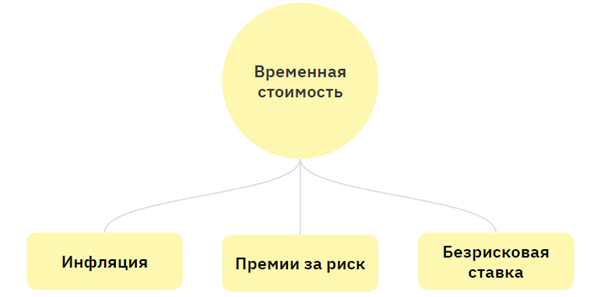 Временная
стоимость
Инфляция
Премии за риск
Безрисковая
ставка